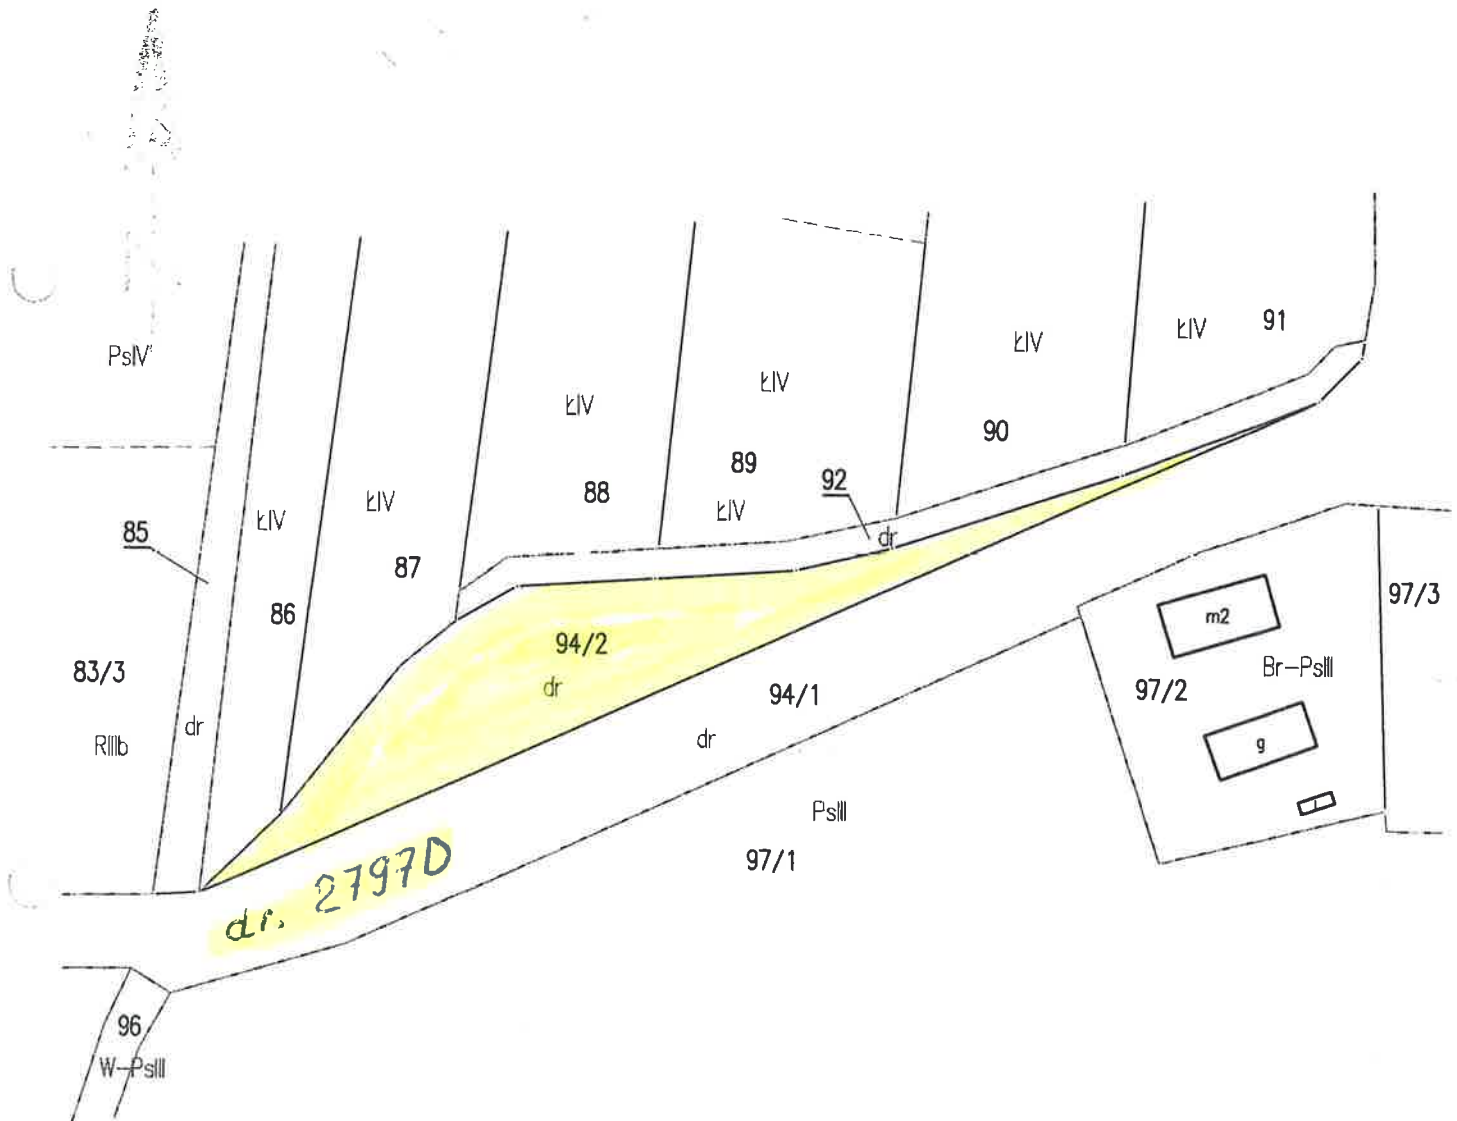 91
ŁIV
ŁIV
PsIV
ŁIV
ŁIV
90
89
88
92
ŁIV
ŁIV
ŁIV
85
dr
87
97/3
86
m2
94/2
83/3
Br-PsIII
dr
97/2
94/1
dr
dr
RIIIb
g
PsIII
97/1
dr. 2797D
96
W-PsIII